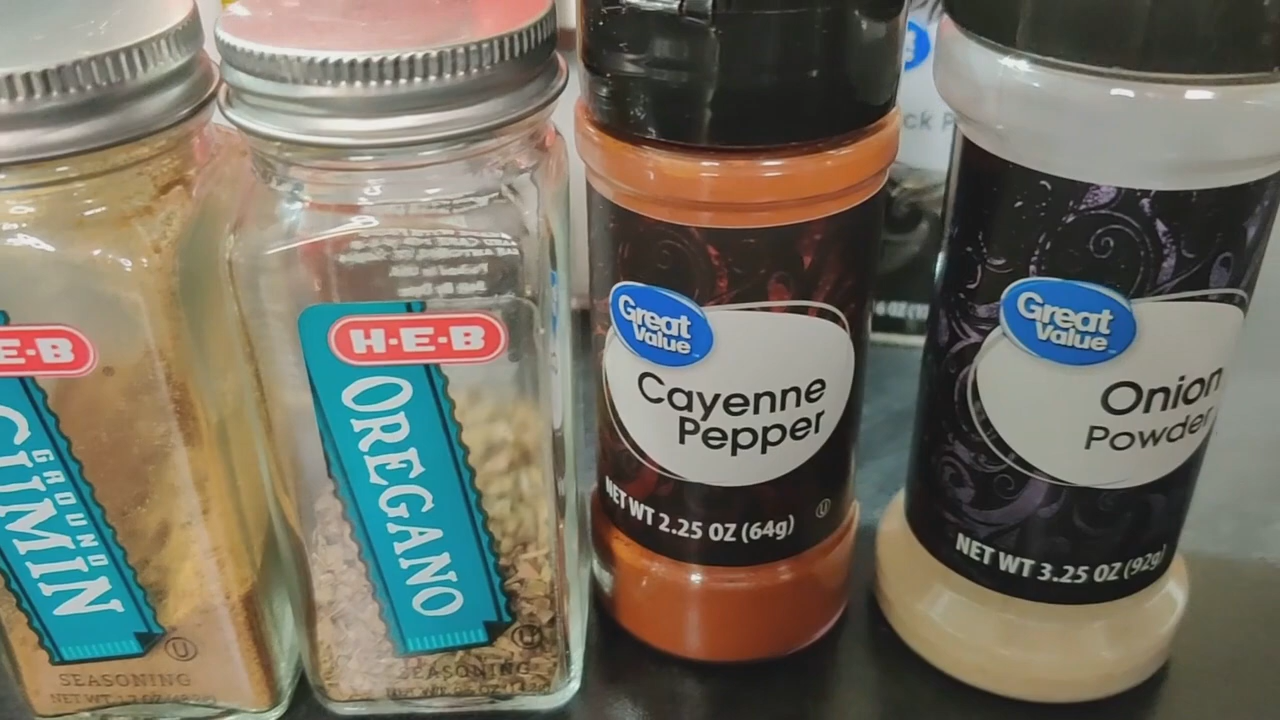 E-B
GROUND
CUMIN
U
SEASONING
H-E-B
OREGANO
U
SEASONING
Great
Value
Cayenne
Pepper
NET WT 2.25 OZ (64g)
U
ck P
Great
Value
Onion
Powder
NET WT 3.25 OZ (92g)